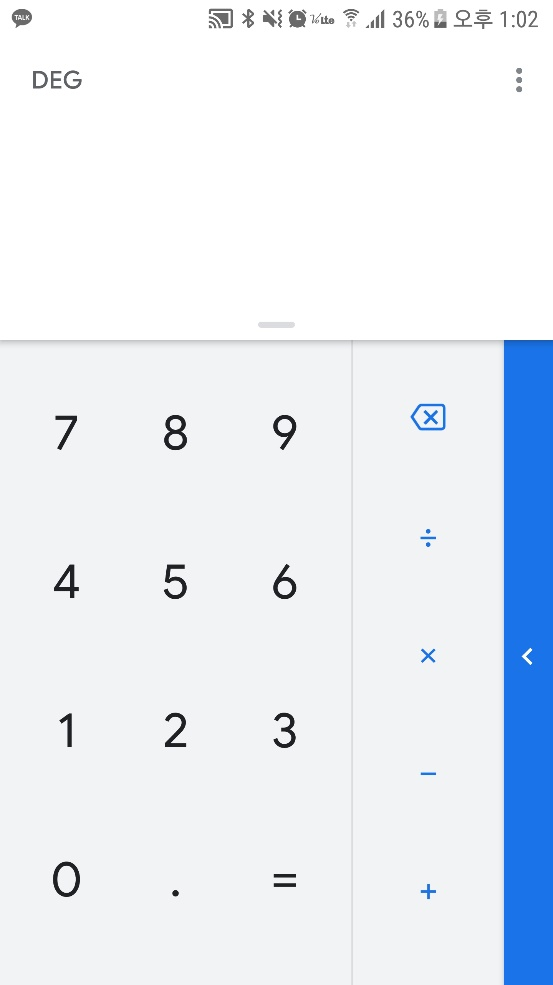 TALK VoLte 36% 오후 1:02
DEG
7 8 9
÷
4 5 6
×
1 2 3
−
0 . =
+